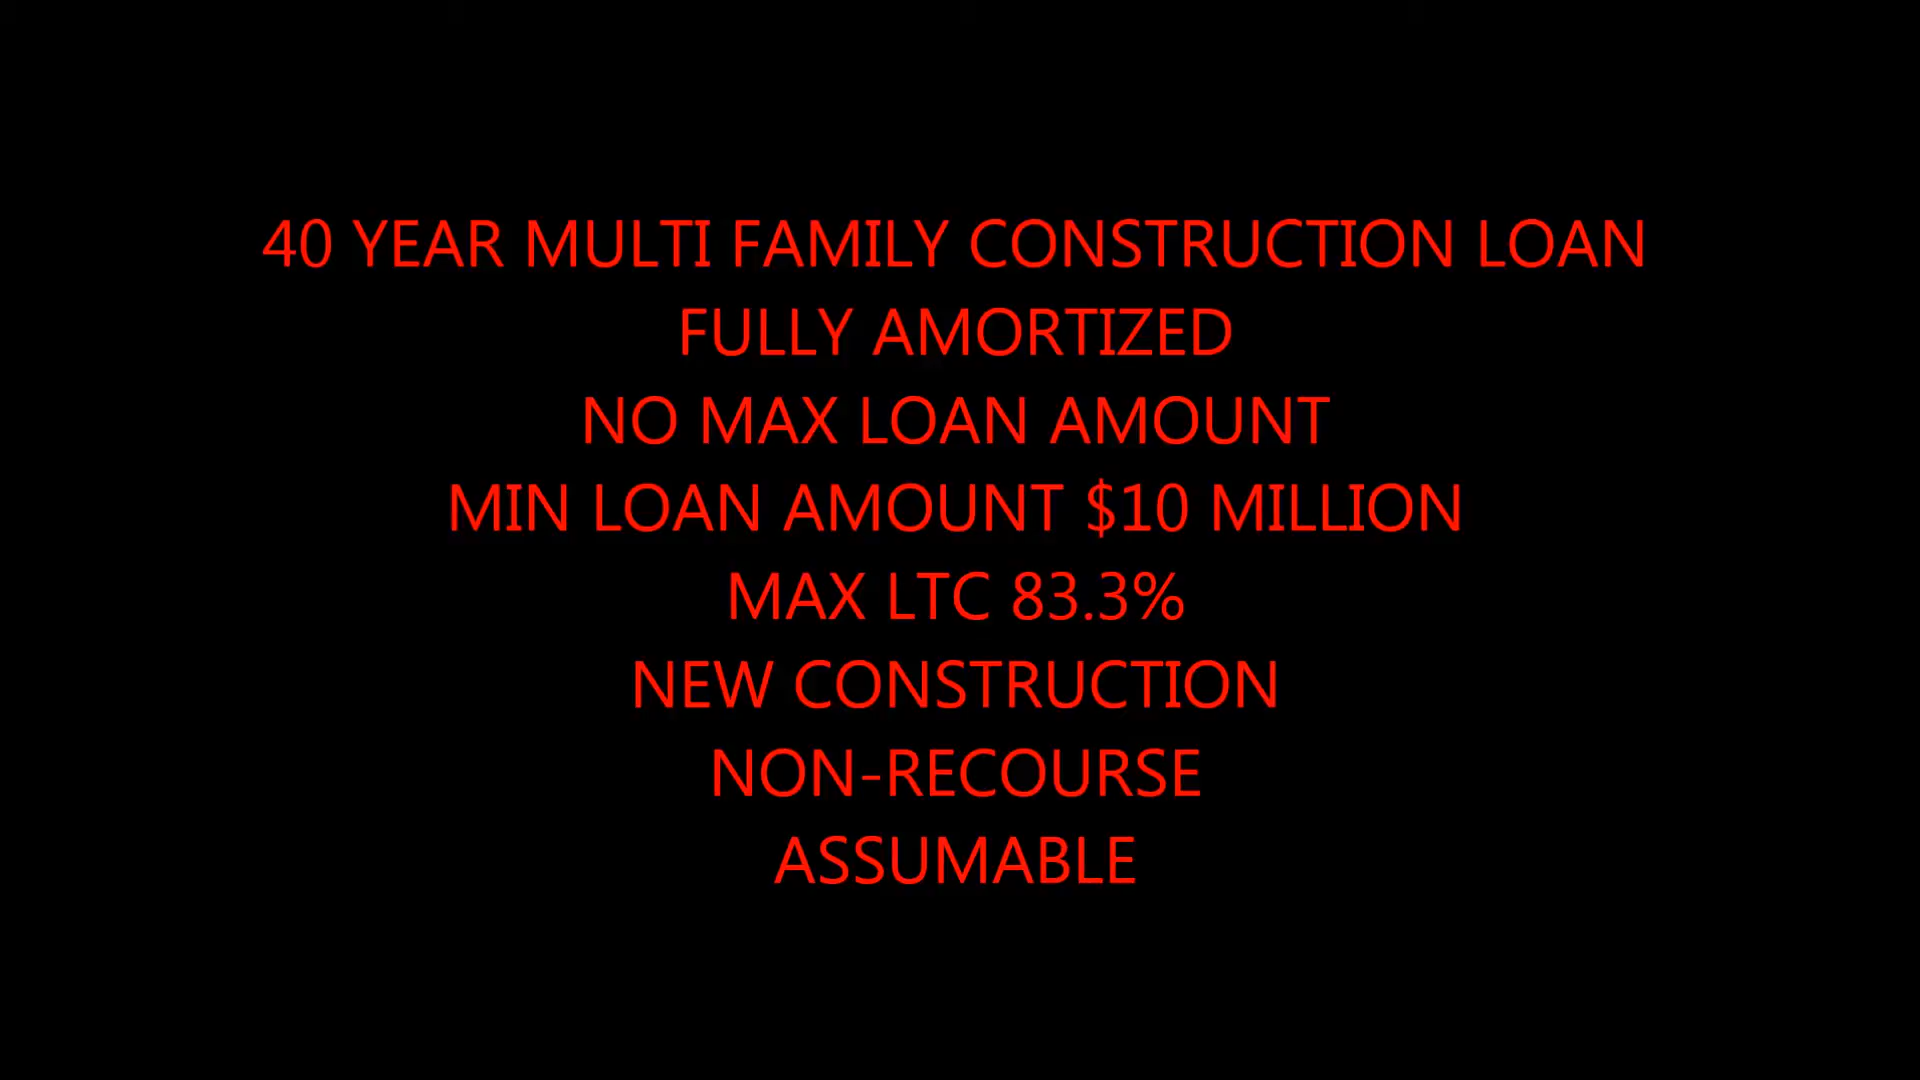 40 YEAR MULTI FAMILY CONSTRUCTION LOAN
FULLY AMORTIZED
NO MAX LOAN AMOUNT
MIN LOAN AMOUNT $10 MILLION
MAX LTC 83.3%
NEW CONSTRUCTION
NON-RECOURSE
ASSUMABLE